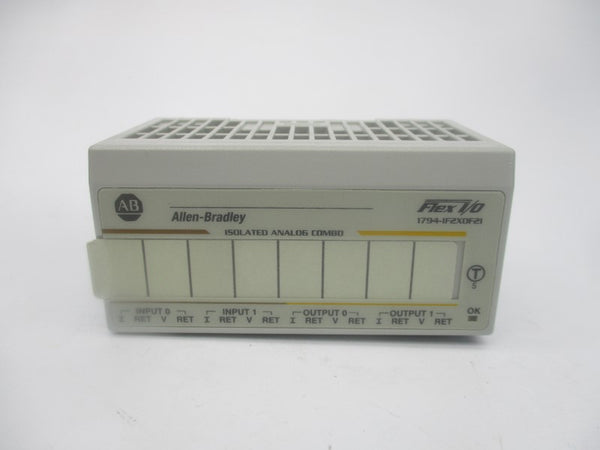 AB
Allen-Bradley
Flex I/O
1794-IF2XOF2I
ISOLATED ANALOG COMBO
T
S
INPUT 0 INPUT 1 OUTPUT 0 OUTPUT 1 OK
I RET V RET I RET V RET I RET V RET I RET V RET